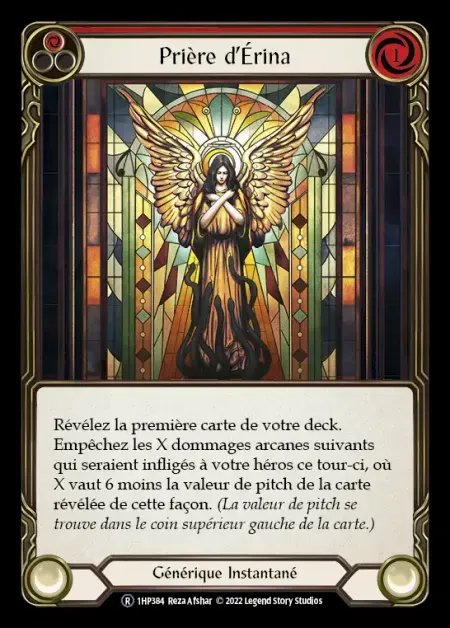 Prière d'Érina
1
Révélez la première carte de votre deck.
Empêchez les X dommages arcanes suivants
qui seraient infligés à votre héros ce tour-ci, où
X vaut 6 moins la valeur de pitch de la carte
révélée de cette façon. (La valeur de pitch se
trouve dans le coin supérieur gauche de la carte.)
Générique Instantané
R 1HP384 Reza Afshar © 2022 Legend Story Studios